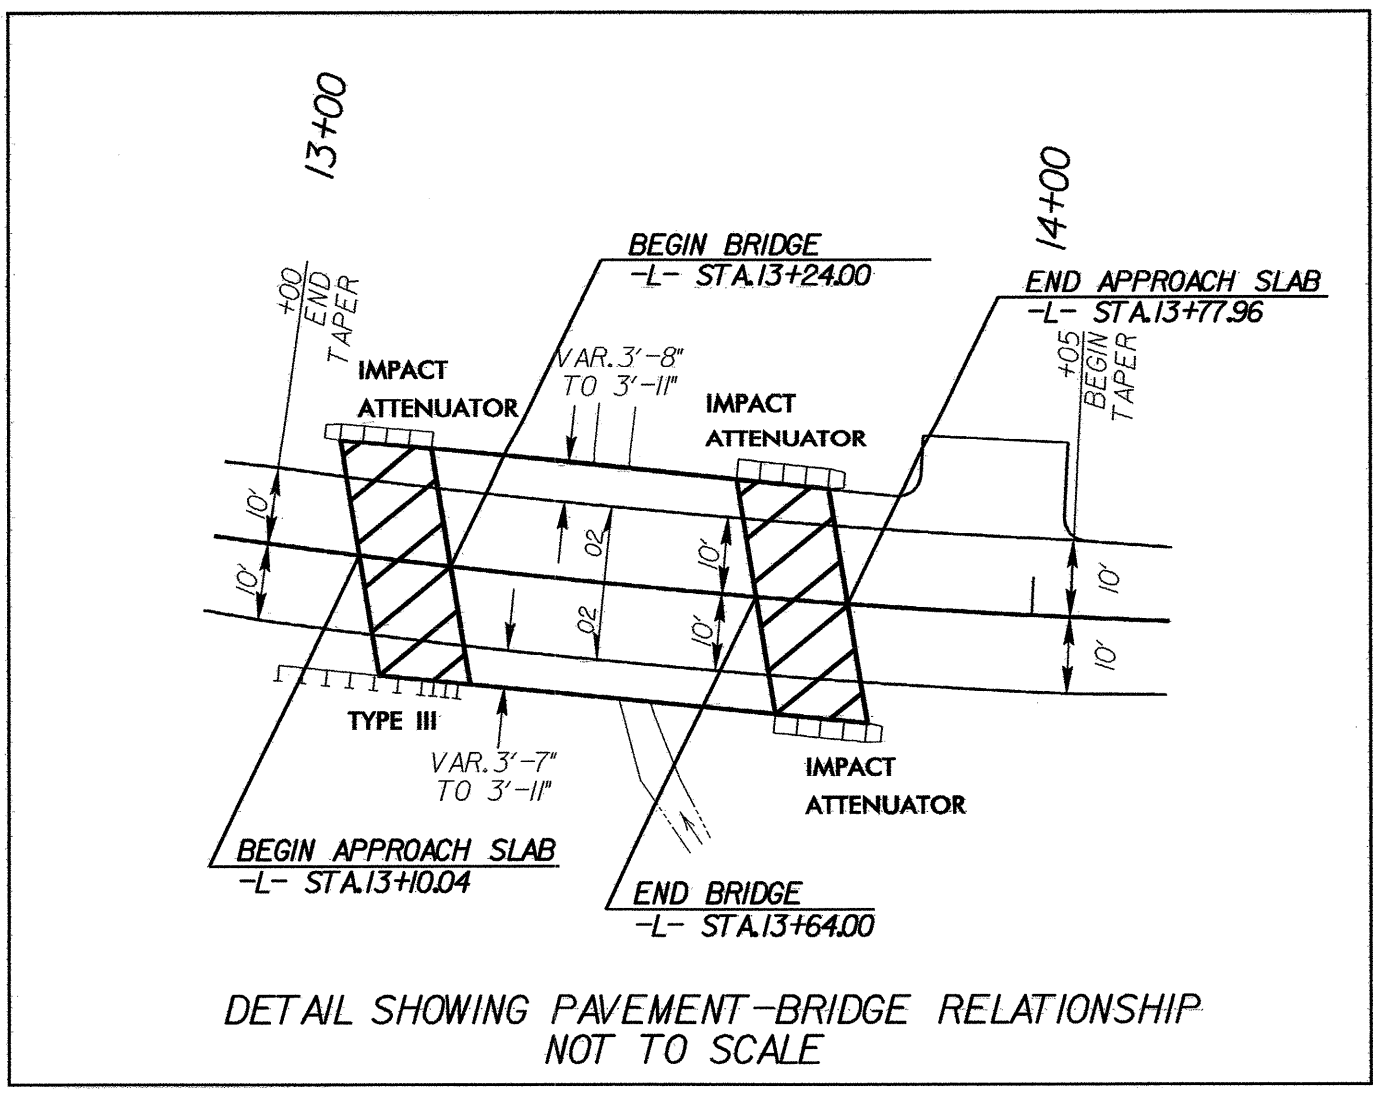 13+00
14+00
BEGIN BRIDGE
-L- STA.13+24.00
END APPROACH SLAB
-L- STA.13+77.96
+00
END
TAPER
+05
BEGIN
TAPER
IMPACT
ATTENUATOR
VAR.3'-8"
TO 3'-11"
IMPACT
ATTENUATOR
10'
10'
02
02
10'
10'
10'
10'
TYPE III
VAR.3'-7"
TO 3'-11"
IMPACT
ATTENUATOR
BEGIN APPROACH SLAB
-L- STA.13+10.04
END BRIDGE
-L- STA.13+64.00
DETAIL SHOWING PAVEMENT-BRIDGE RELATIONSHIP
NOT TO SCALE